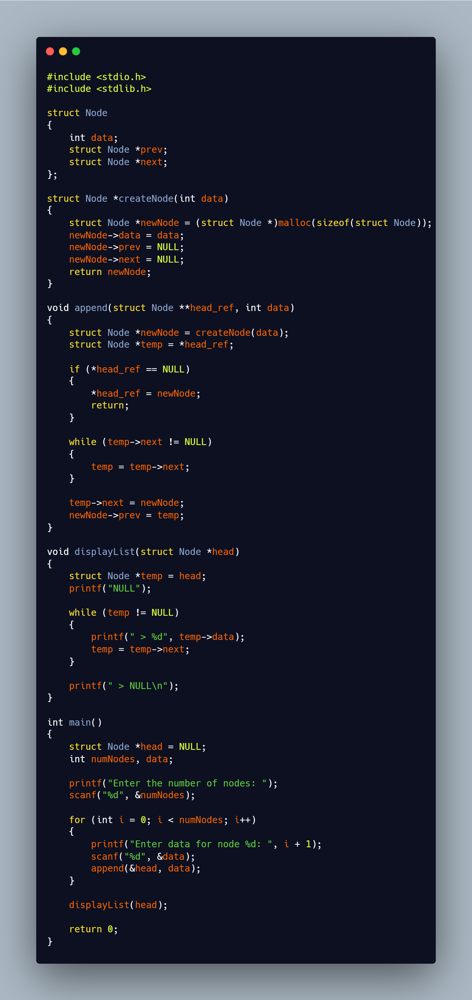 #include <stdio.h>
#include <stdlib.h>

struct Node
{
    int data;
    struct Node *prev;
    struct Node *next;
};

struct Node *createNode(int data)
{
    struct Node *newNode = (struct Node *)malloc(sizeof(struct Node));
    newNode->data = data;
    newNode->prev = NULL;
    newNode->next = NULL;
    return newNode;
}

void append(struct Node **head_ref, int data)
{
    struct Node *newNode = createNode(data);
    struct Node *temp = *head_ref;

    if (*head_ref == NULL)
    {
        *head_ref = newNode;
        return;
    }

    while (temp->next != NULL)
    {
        temp = temp->next;
    }

    temp->next = newNode;
    newNode->prev = temp;
}

void displayList(struct Node *head)
{
    struct Node *temp = head;
    printf("NULL");

    while (temp != NULL)
    {
        printf(" > %d", temp->data);
        temp = temp->next;
    }

    printf(" > NULL\n");
}

int main()
{
    struct Node *head = NULL;
    int numNodes, data;

    printf("Enter the number of nodes: ");
    scanf("%d", &numNodes);

    for (int i = 0; i < numNodes; i++)
    {
        printf("Enter data for node %d: ", i + 1);
        scanf("%d", &data);
        append(&head, data);
    }

    displayList(head);

    return 0;
}